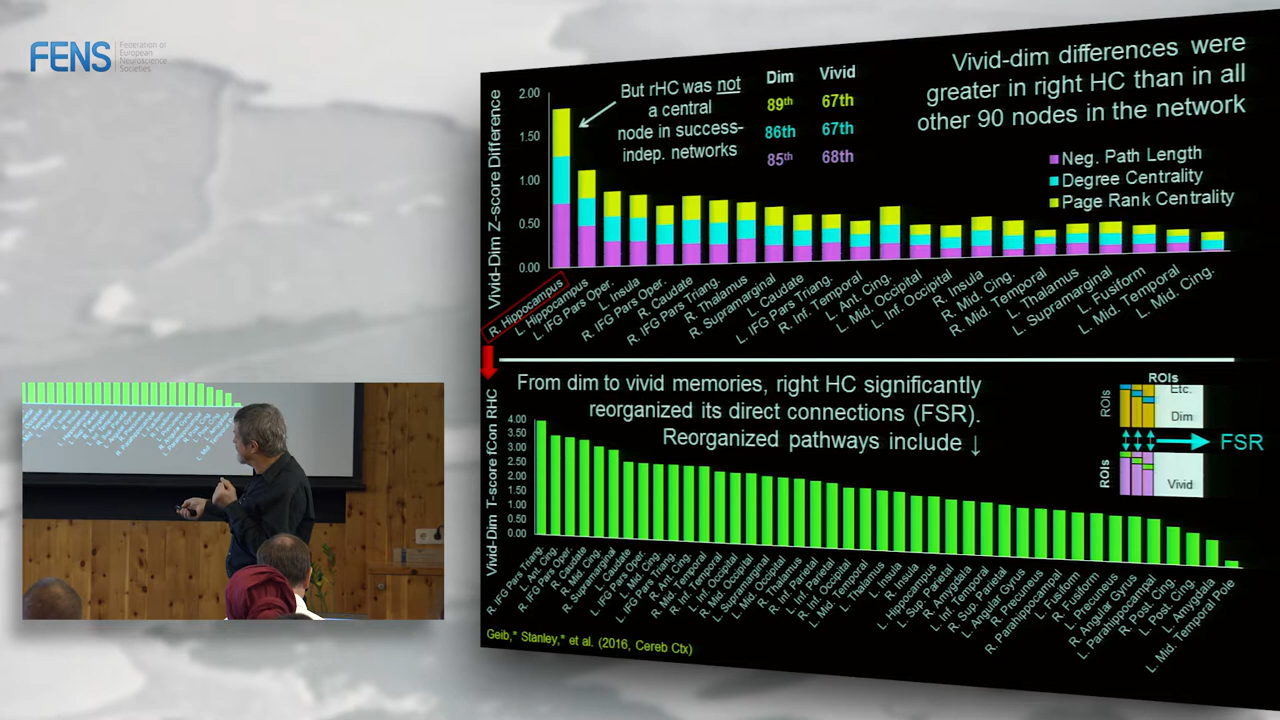 FENS
Federation of
European
Neuroscience
Societies
Vivid-dim differences were
greater in right HC than in all
other 90 nodes in the network
But rHC was not
a central
node in success-
indep. networks
Dim Vivid
89th 67th
86th 67th
85th 68th
Neg. Path Length
Degree Centrality
Page Rank Centrality
Vivid-Dim Z-score Difference
2.00
1.50
1.00
0.50
0.00
R. Hippocampus
L. Hippocampus
L. IFG Pars Oper.
L. Insula
R. IFG Pars Oper.
R. Caudate
R. IFG Pars Triang.
R. Thalamus
R. Supramarginal
L. Caudate
L. IFG Pars Triang.
R. Inf. Temporal
L. Ant. Cing.
L. Mid. Occipital
L. Inf. Occipital
R. Insula
R. Mid. Cing.
R. Mid. Temporal
L. Thalamus
L. Supramarginal
L. Fusiform
L. Mid. Temporal
L. Mid. Cing.
From dim to vivid memories, right HC significantly
reorganized its direct connections (FSR).
Reorganized pathways include ↓
ROIs
ROIs
Etc.
Dim
FSR
ROIs
Vivid
Vivid-Dim T-score fCon RHC
4.00
3.50
3.00
2.50
2.00
1.50
1.00
0.50
0.00
R. IFG Pars Triang.
R. Ant. Cing.
R. IFG Pars Oper.
R. Caudate
R. Mid. Cing.
R. Supramarginal
L. Caudate
L. IFG Pars Oper.
L. Mid. Cing.
L. IFG Pars Triang.
L. Ant. Cing.
R. Mid. Temporal
R. Inf. Temporal
L. Inf. Occipital
R. Mid. Occipital
L. Supramarginal
L. Mid. Occipital
R. Thalamus
R. Inf. Parietal
L. Inf. Parietal
R. Inf. Occipital
L. Mid. Temporal
L. Thalamus
L. Insula
R. Insula
L. Hippocampus
L. Sup. Parietal
R. Amygdala
L. Inf. Temporal
R. Sup. Parietal
L. Angular Gyrus
R. Precuneus
R. Parahippocampal
L. Fusiform
R. Fusiform
L. Precuneus
R. Angular Gyrus
L. Parahippocampal
R. Post. Cing.
L. Post. Cing.
L. Amygdala
L. Mid. Temporal Pole
Geib,* Stanley,* et al. (2016, Cereb Ctx)